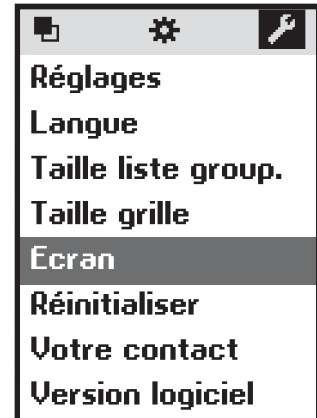 Réglages
Langue
Taille liste group.
Taille grille
Ecran
Réinitialiser
Votre contact
Version logiciel